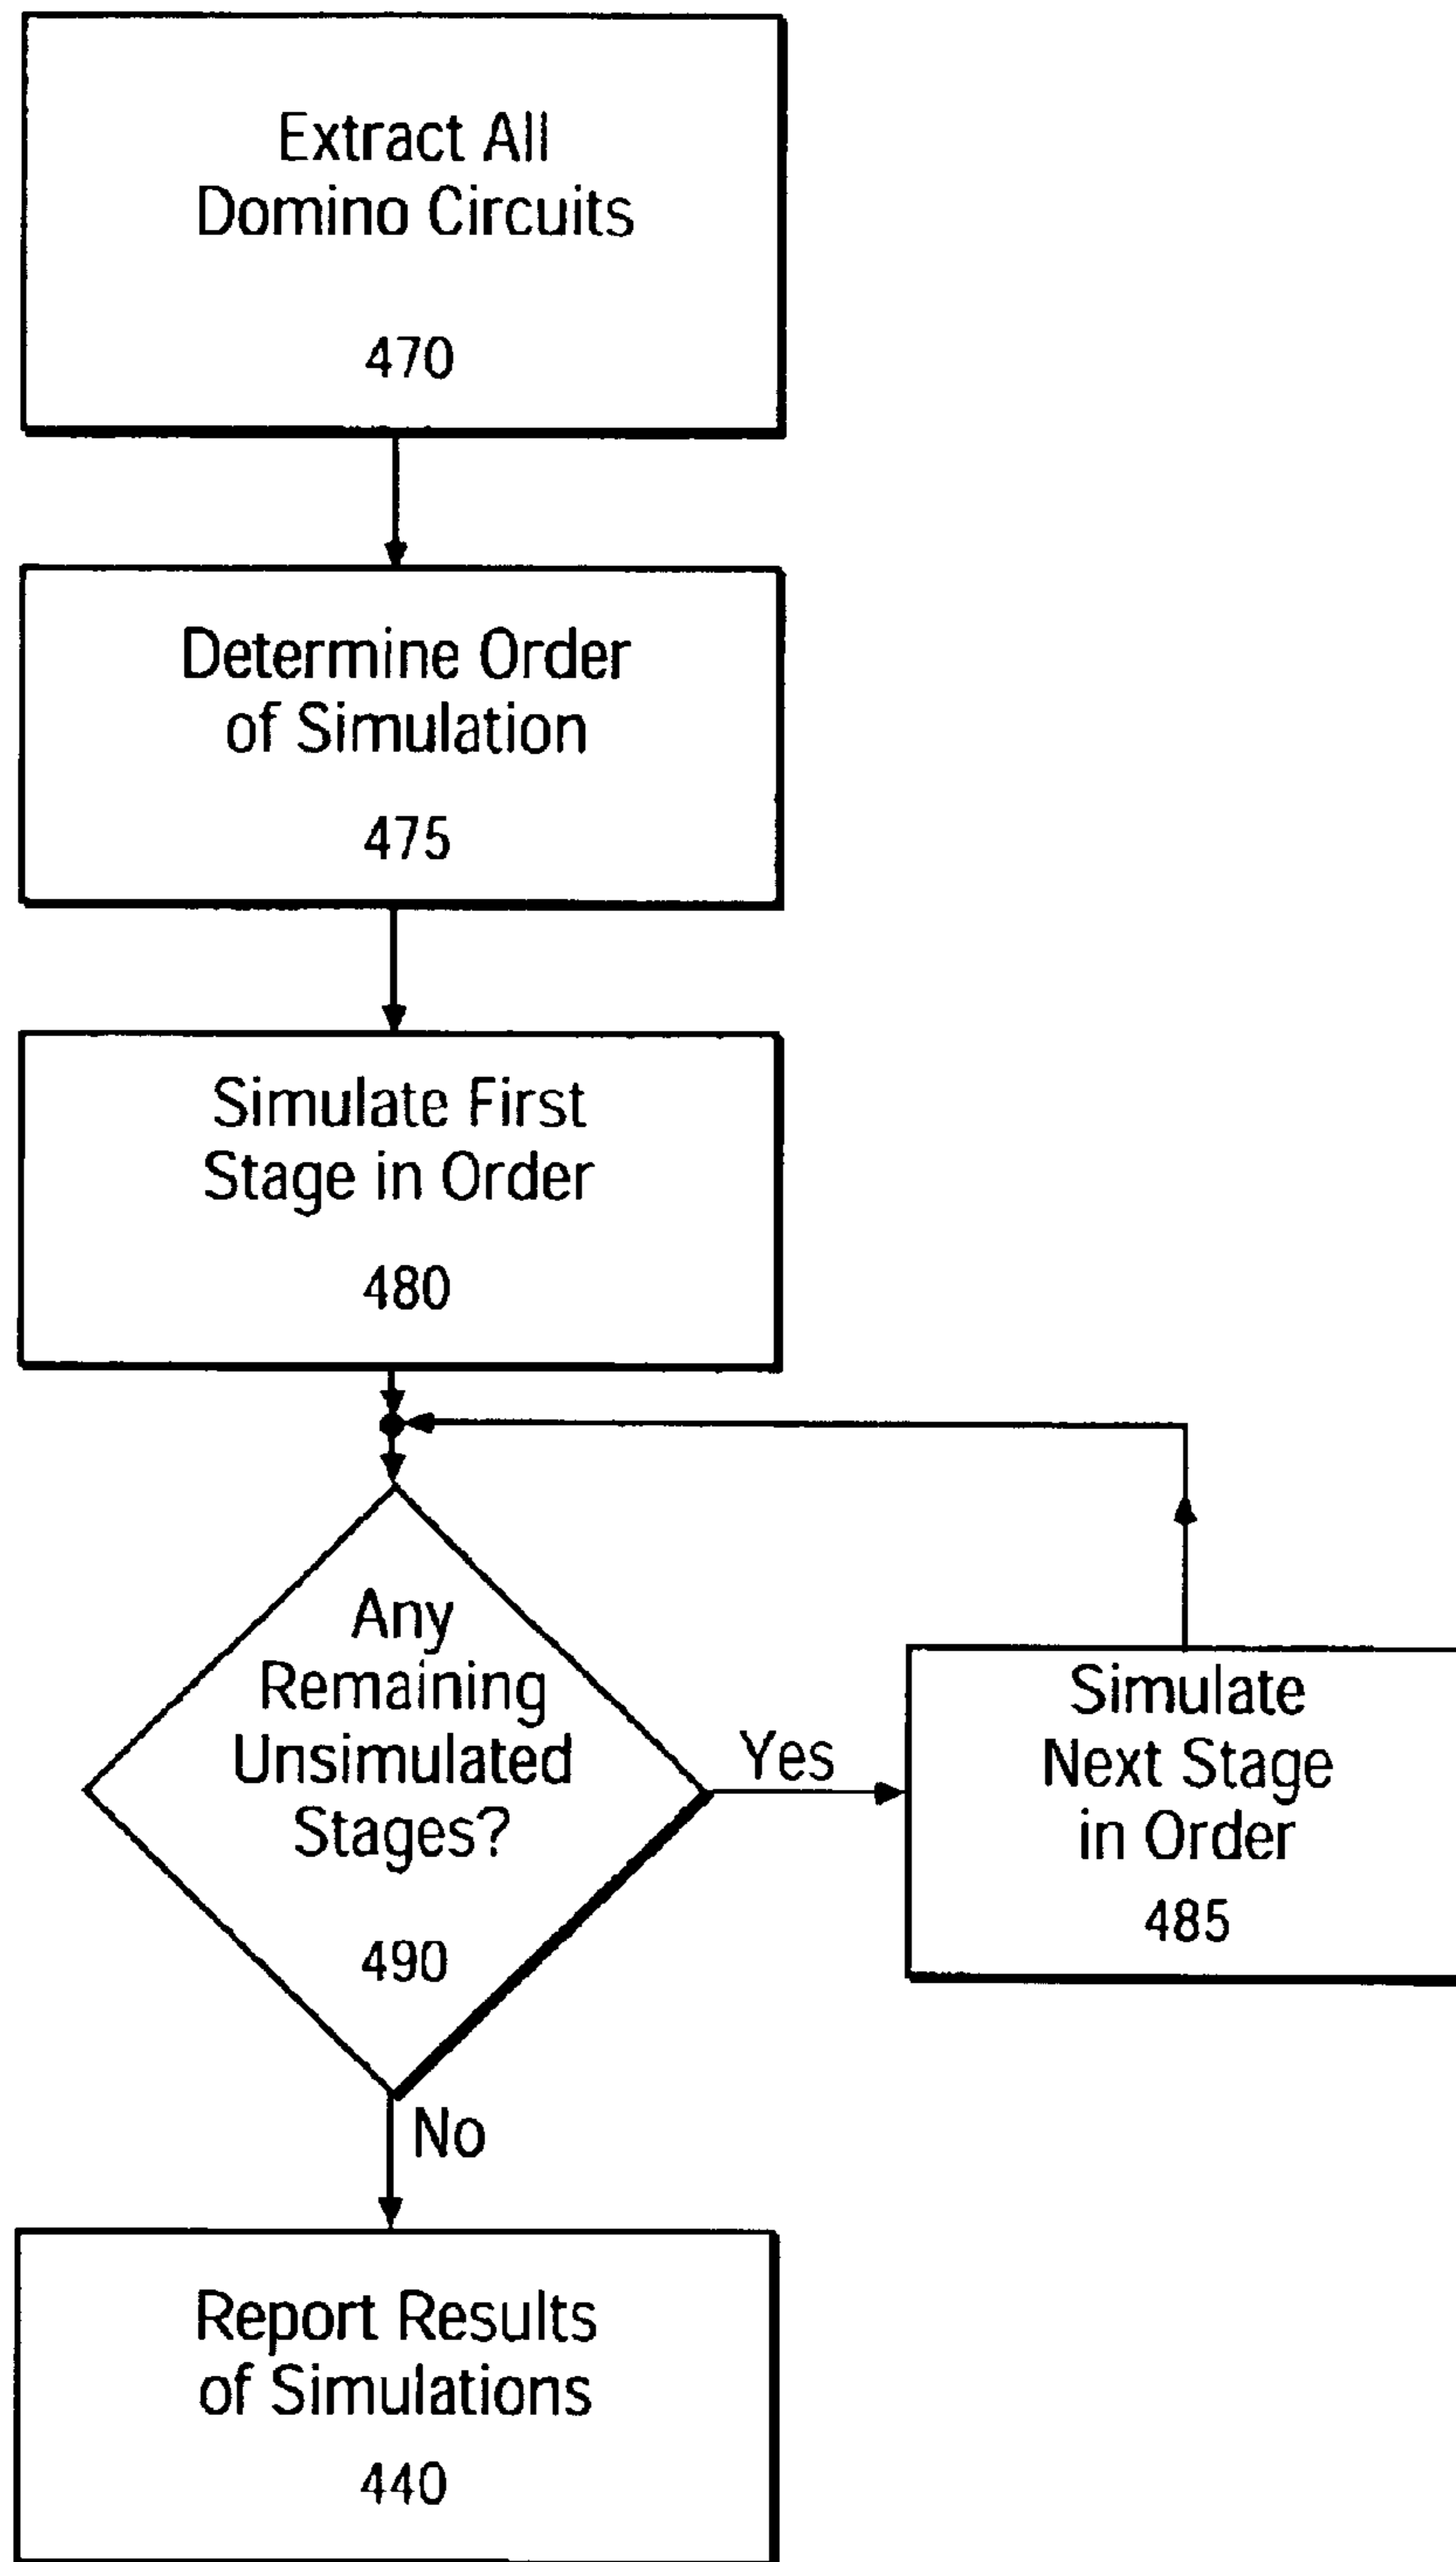 Extract All
Domino Circuits
470
Determine Order
of Simulation
475
Simulate First
Stage in Order
480
Any
Remaining
Unsimulated
Stages?
490
Yes
Simulate
Next Stage
in Order
485
No
Report Results
of Simulations
440